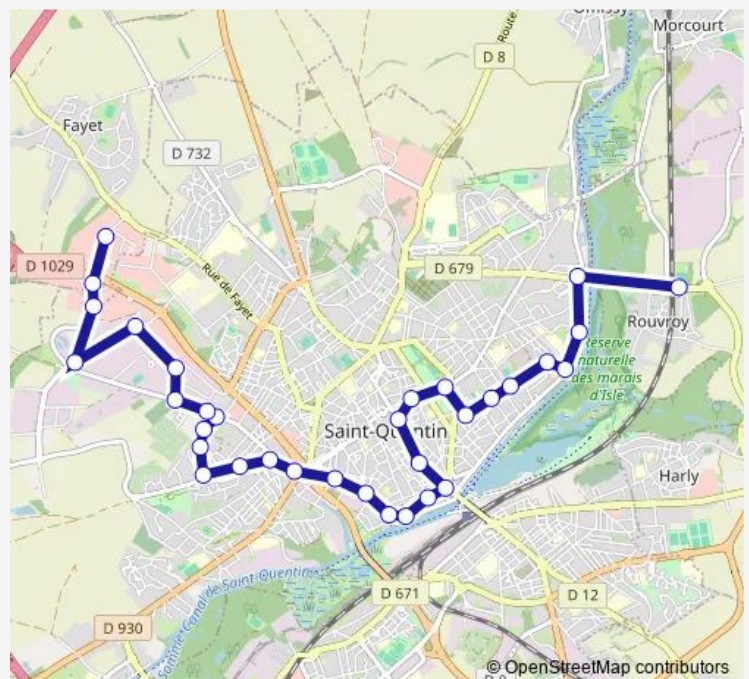 Omissy
Morcourt
Route
D 8
Fayet
D 732
D 1029
Rue de Fayet
D 679
Rouvroy
Réserve
naturelle
des marais
d'Isle
Saint-Quentin
Harly
Somme Canal de Saint-Quentin
D 671
D 12
D 930
© OpenStreetMap contributors